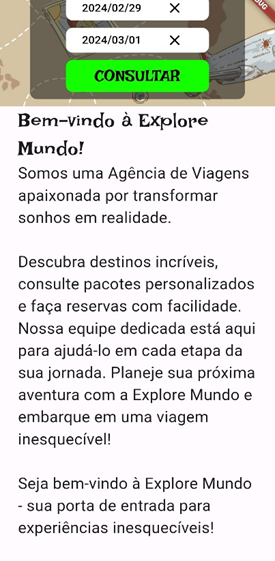 2024/02/29
2024/03/01
CONSULTAR
Bem-vindo à Explore
Mundo!
Somos uma Agência de Viagens
apaixonada por transformar
sonhos em realidade.
Descubra destinos incríveis,
consulte pacotes personalizados
e faça reservas com facilidade.
Nossa equipe dedicada está aqui
para ajudá-lo em cada etapa da
sua jornada. Planeje sua próxima
aventura com a Explore Mundo e
embarque em uma viagem
inesquecível!
Seja bem-vindo à Explore Mundo
- sua porta de entrada para
experiências inesquecíveis!